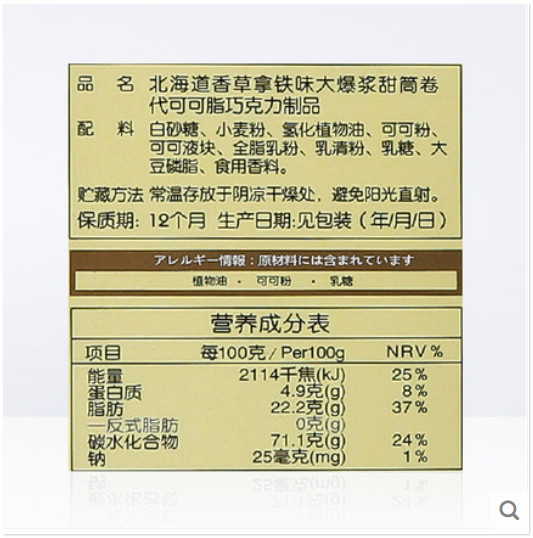 品 名 北海道香草拿铁味大爆浆甜筒卷
代可可脂巧克力制品
配 料 白砂糖、小麦粉、氢化植物油、可可粉、
可可液块、全脂乳粉、乳清粉、乳糖、大
豆磷脂、食用香料。
贮藏方法 常温存放于阴凉干燥处，避免阳光直射。
保质期: 12个月 生产日期:见包装（年/月/日）
アレルギー情報：原材料には含まれています
植物油 · 可可粉 · 乳糖
营养成分表
项目 每100克/Per100g NRV%
能量 2114千焦(kJ) 25%
蛋白质 4.9克(g) 8%
脂肪 22.2克(g) 37%
—反式脂肪 0克(g)
碳水化合物 71.1克(g) 24%
钠 25毫克(mg) 1%